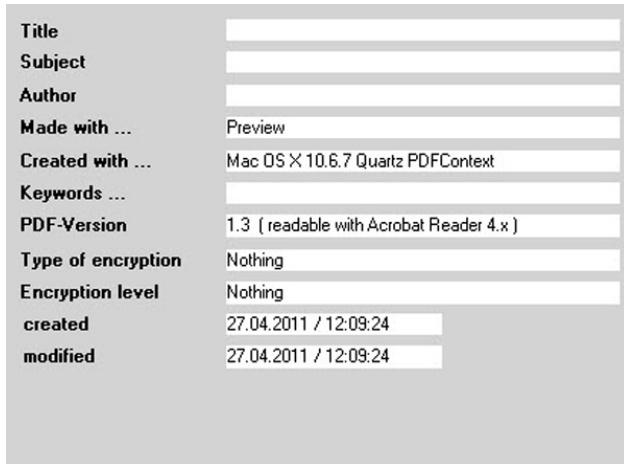 Title
Subject
Author
Made with ... Preview
Created with ... Mac OS X 10.6.7 Quartz PDFContext
Keywords ...
PDF-Version 1.3 ( readable with Acrobat Reader 4.x )
Type of encryption Nothing
Encryption level Nothing
created 27.04.2011 / 12:09:24
modified 27.04.2011 / 12:09:24